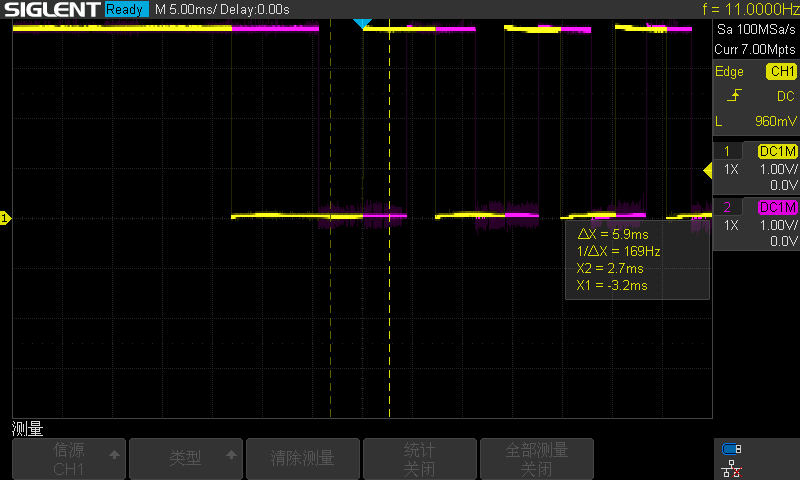 SIGLENT Ready M 5.00ms/ Delay:0.00s f = 11.0000Hz
Sa 100MSa/s
Curr 7.00Mpts
Edge CH1
DC
L 960mV
1 DC1M
1X 1.00V/
0.0V
2 DC1M
1X 1.00V/
0.0V
1
ΔX = 5.9ms
1/ΔX = 169Hz
X2 = 2.7ms
X1 = -3.2ms
测量
信源 类型 清除测量 统计 全部测量
CH1 关闭 关闭